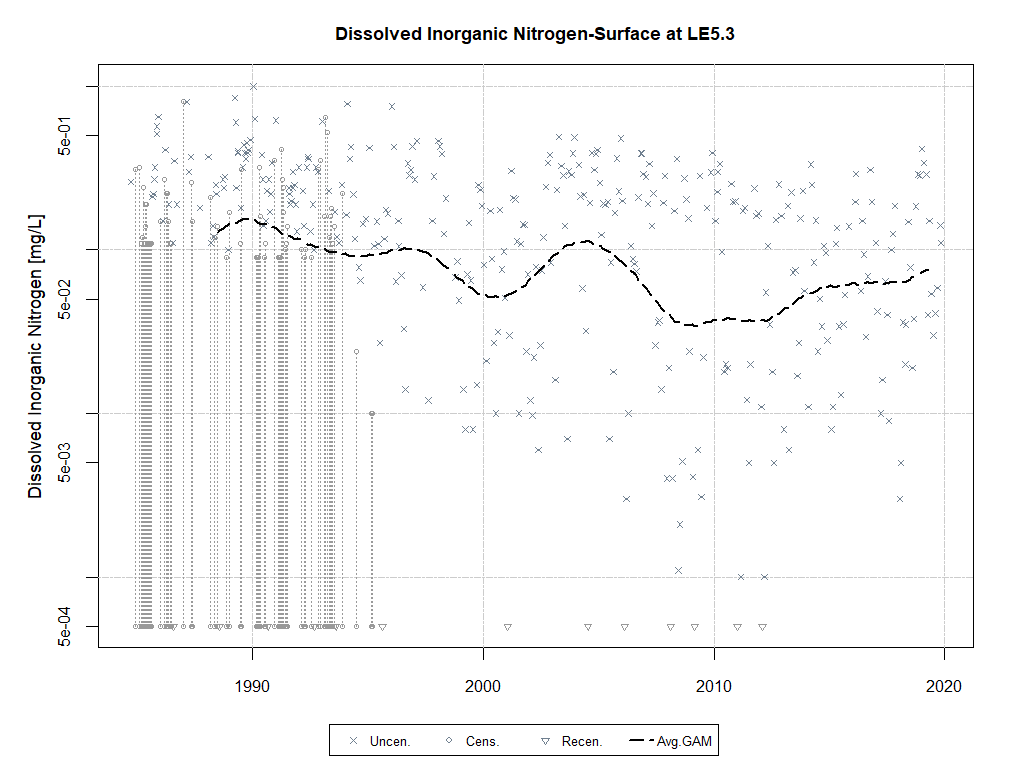 Dissolved Inorganic Nitrogen-Surface at LE5.3
Dissolved Inorganic Nitrogen [mg/L]
5e-01
5e-02
5e-03
5e-04
1990 2000 2010 2020
Uncen. Cens. Recen. Avg.GAM